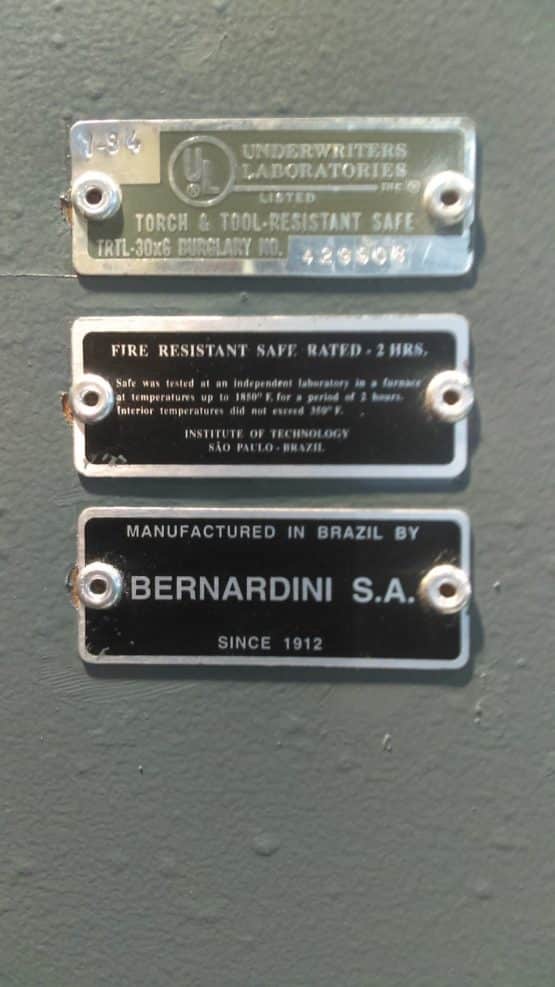 1-94
UL
UNDERWRITERS
LABORATORIES
INC. ®
LISTED
TORCH & TOOL-RESISTANT SAFE
TRTL-30x6 BURGLARY NO.
FIRE RESISTANT SAFE RATED - 2 HRS.
Safe was tested at an independent laboratory in a furnace
at temperatures up to 1850° F. for a period of 2 hours.
Interior temperatures did not exceed 350° F.
INSTITUTE OF TECHNOLOGY
SÃO PAULO - BRAZIL
MANUFACTURED IN BRAZIL BY
BERNARDINI S.A.
SINCE 1912